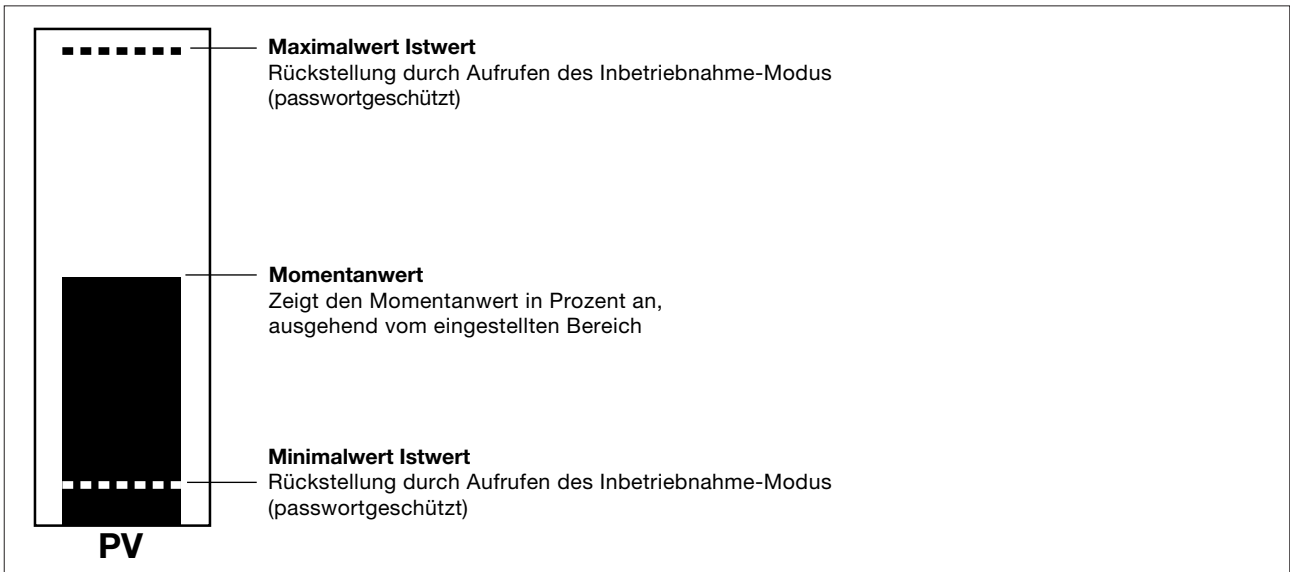 Maximalwert Istwert
Rückstellung durch Aufrufen des Inbetriebnahme-Modus
(passwortgeschützt)
Momentanwert
Zeigt den Momentanwert in Prozent an,
ausgehend vom eingestellten Bereich
Minimalwert Istwert
Rückstellung durch Aufrufen des Inbetriebnahme-Modus
(passwortgeschützt)
PV